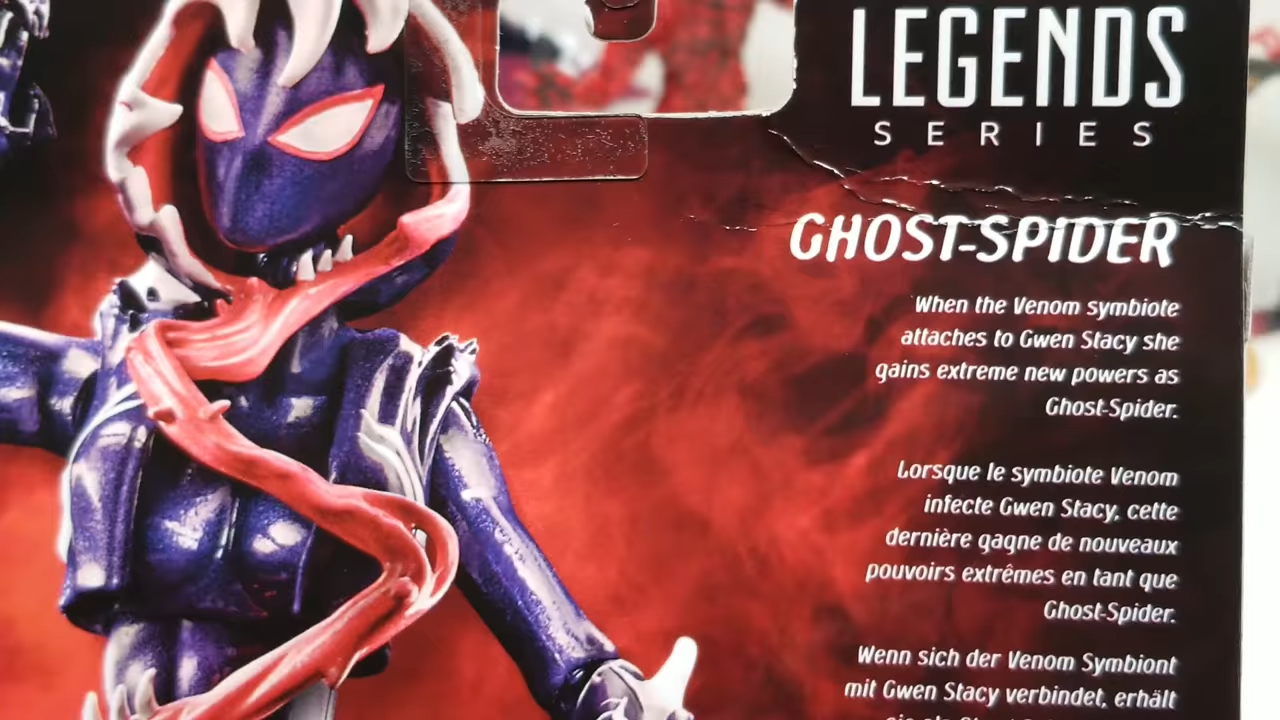 LEGENDS
SERIES
GHOST-SPIDER
When the Venom symbiote
attaches to Gwen Stacy she
gains extreme new powers as
Ghost-Spider.
Lorsque le symbiote Venom
infecte Gwen Stacy, cette
dernière gagne de nouveaux
pouvoirs extrêmes en tant que
Ghost-Spider.
Wenn sich der Venom Symbiont
mit Gwen Stacy verbindet, erhält